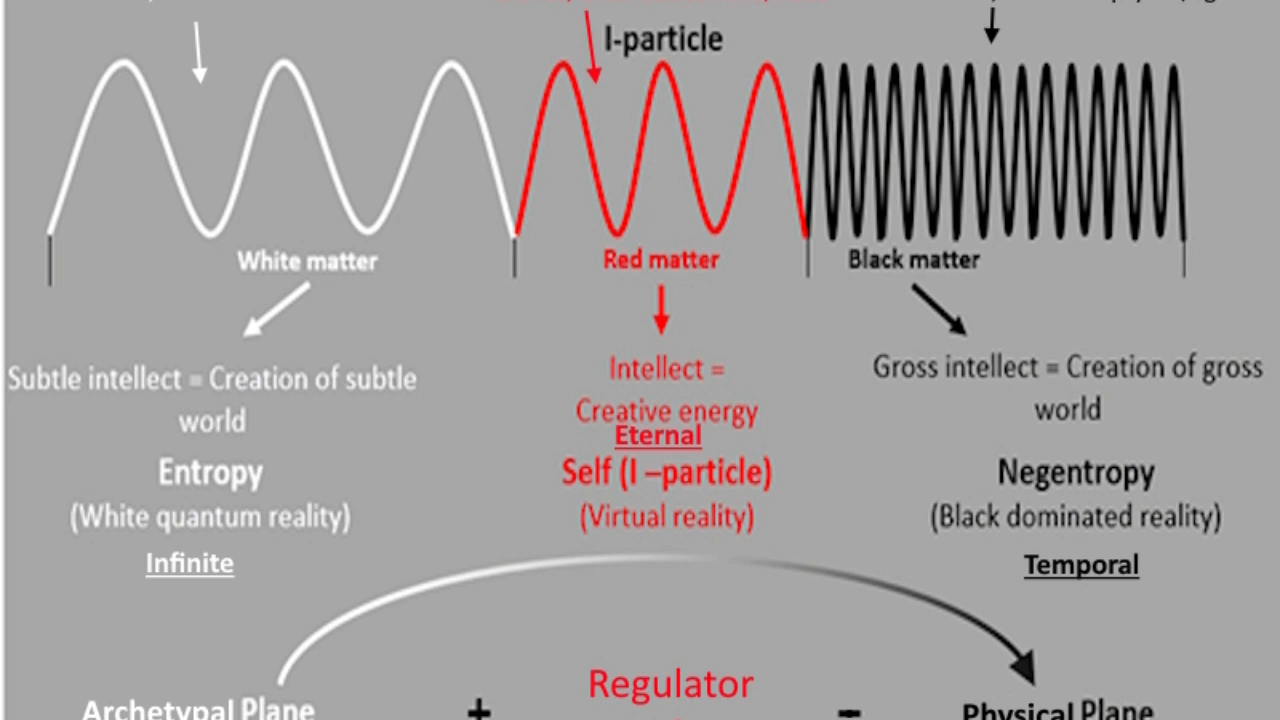 I-particle
White matter
Red matter
Black matter
Subtle intellect = Creation of subtle
world
Intellect =
Creative energy
Gross intellect = Creation of gross
world
Eternal
Entropy
Self (I –particle)
Negentropy
(White quantum reality)
(Virtual reality)
(Black dominated reality)
Infinite
Temporal
Regulator
Archetypal Plane
+
-
Physical Plane